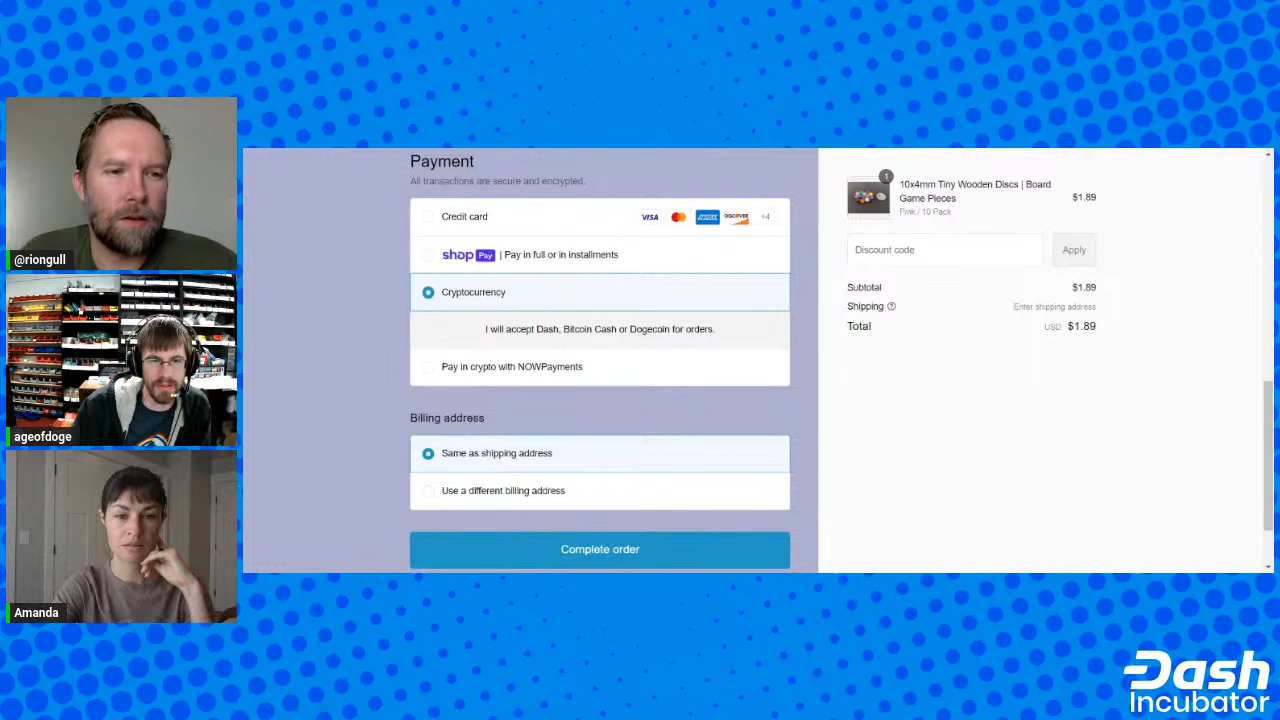 @riongull
ageofdoge
Amanda
Payment
All transactions are secure and encrypted.
Credit card
VISA
AMEX
DISCOVER
+4
shop Pay | Pay in full or in installments
Cryptocurrency
I will accept Dash, Bitcoin Cash or Dogecoin for orders.
Pay in crypto with NOWPayments
Billing address
Same as shipping address
Use a different billing address
Complete order
1
10x4mm Tiny Wooden Discs | Board
Game Pieces
Pink / 10 Pack
$1.89
Discount code
Apply
Subtotal
$1.89
Shipping
Enter shipping address
Total
USD $1.89
Dash
Incubator